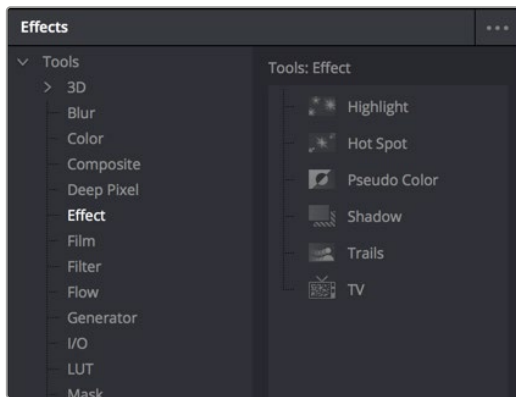 Effects
Tools
3D
Blur
Color
Composite
Deep Pixel
Effect
Film
Filter
Flow
Generator
I/O
LUT
Mask
Tools: Effect
Highlight
Hot Spot
Pseudo Color
Shadow
Trails
TV